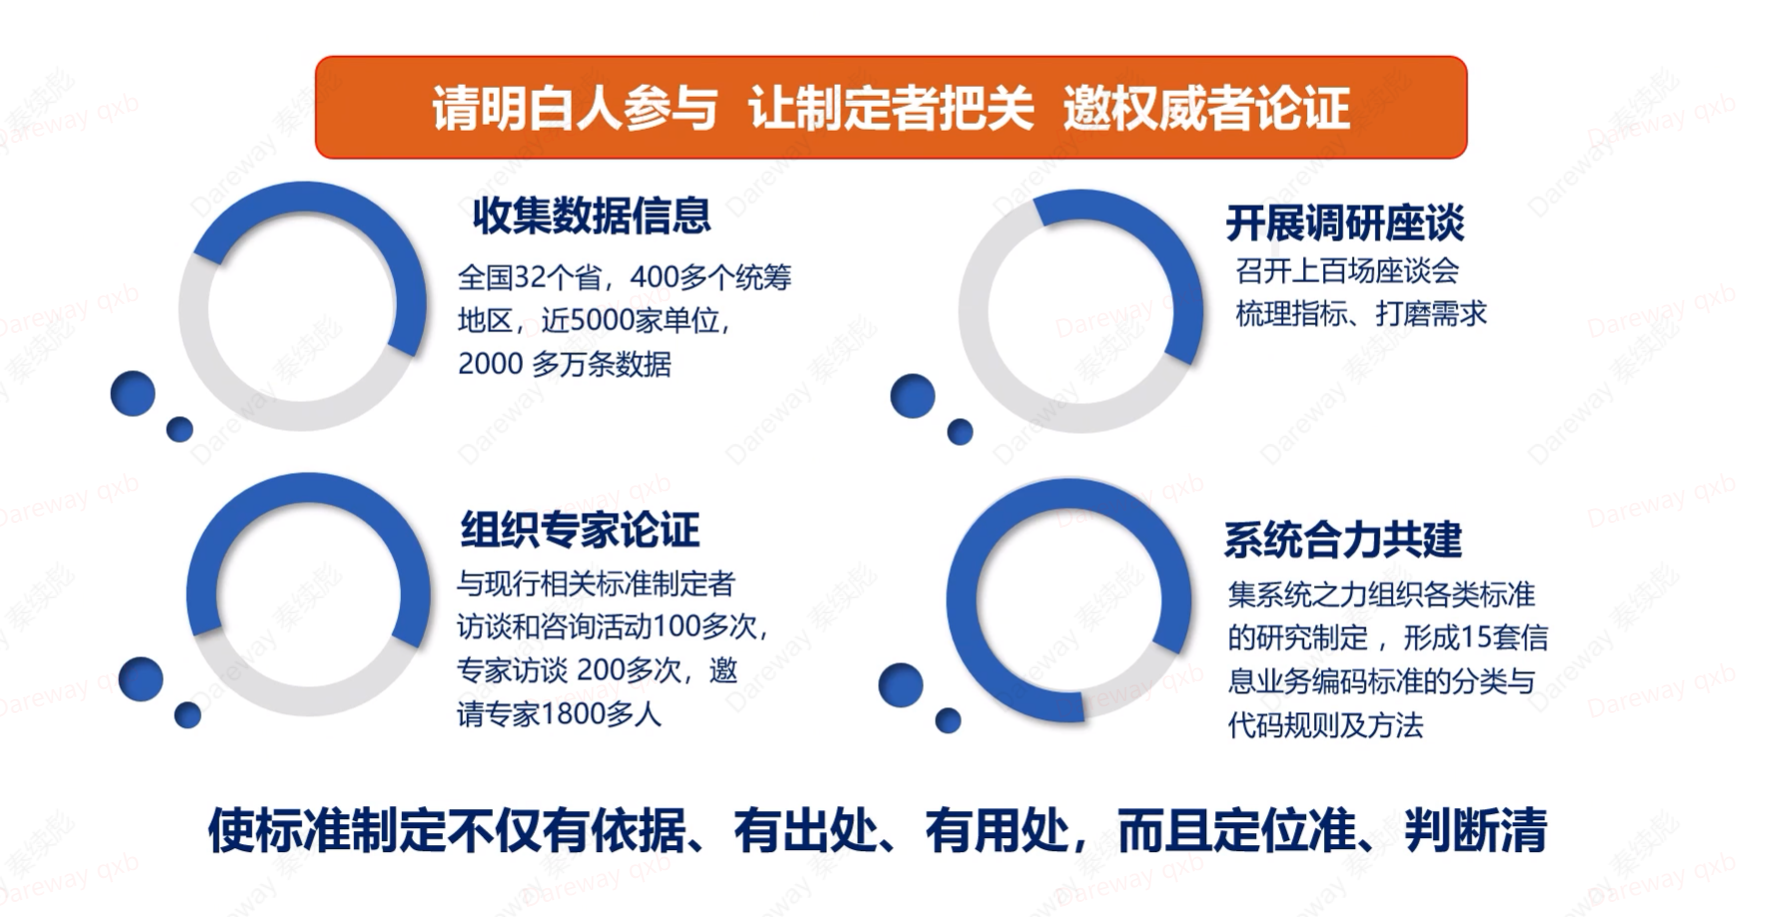 请明白人参与 让制定者把关 邀权威者论证
收集数据信息
全国32个省，400多个统筹
地区，近5000家单位，
2000 多万条数据
开展调研座谈
召开上百场座谈会
梳理指标、打磨需求
组织专家论证
与现行相关标准制定者
访谈和咨询活动100多次，
专家访谈 200多次，邀
请专家1800多人
系统合力共建
集系统之力组织各类标准
的研究制定 ，形成15套信
息业务编码标准的分类与
代码规则及方法
使标准制定不仅有依据、有出处、有用处，而且定位准、判断清
Dareway 秦续彪
Dareway qxb